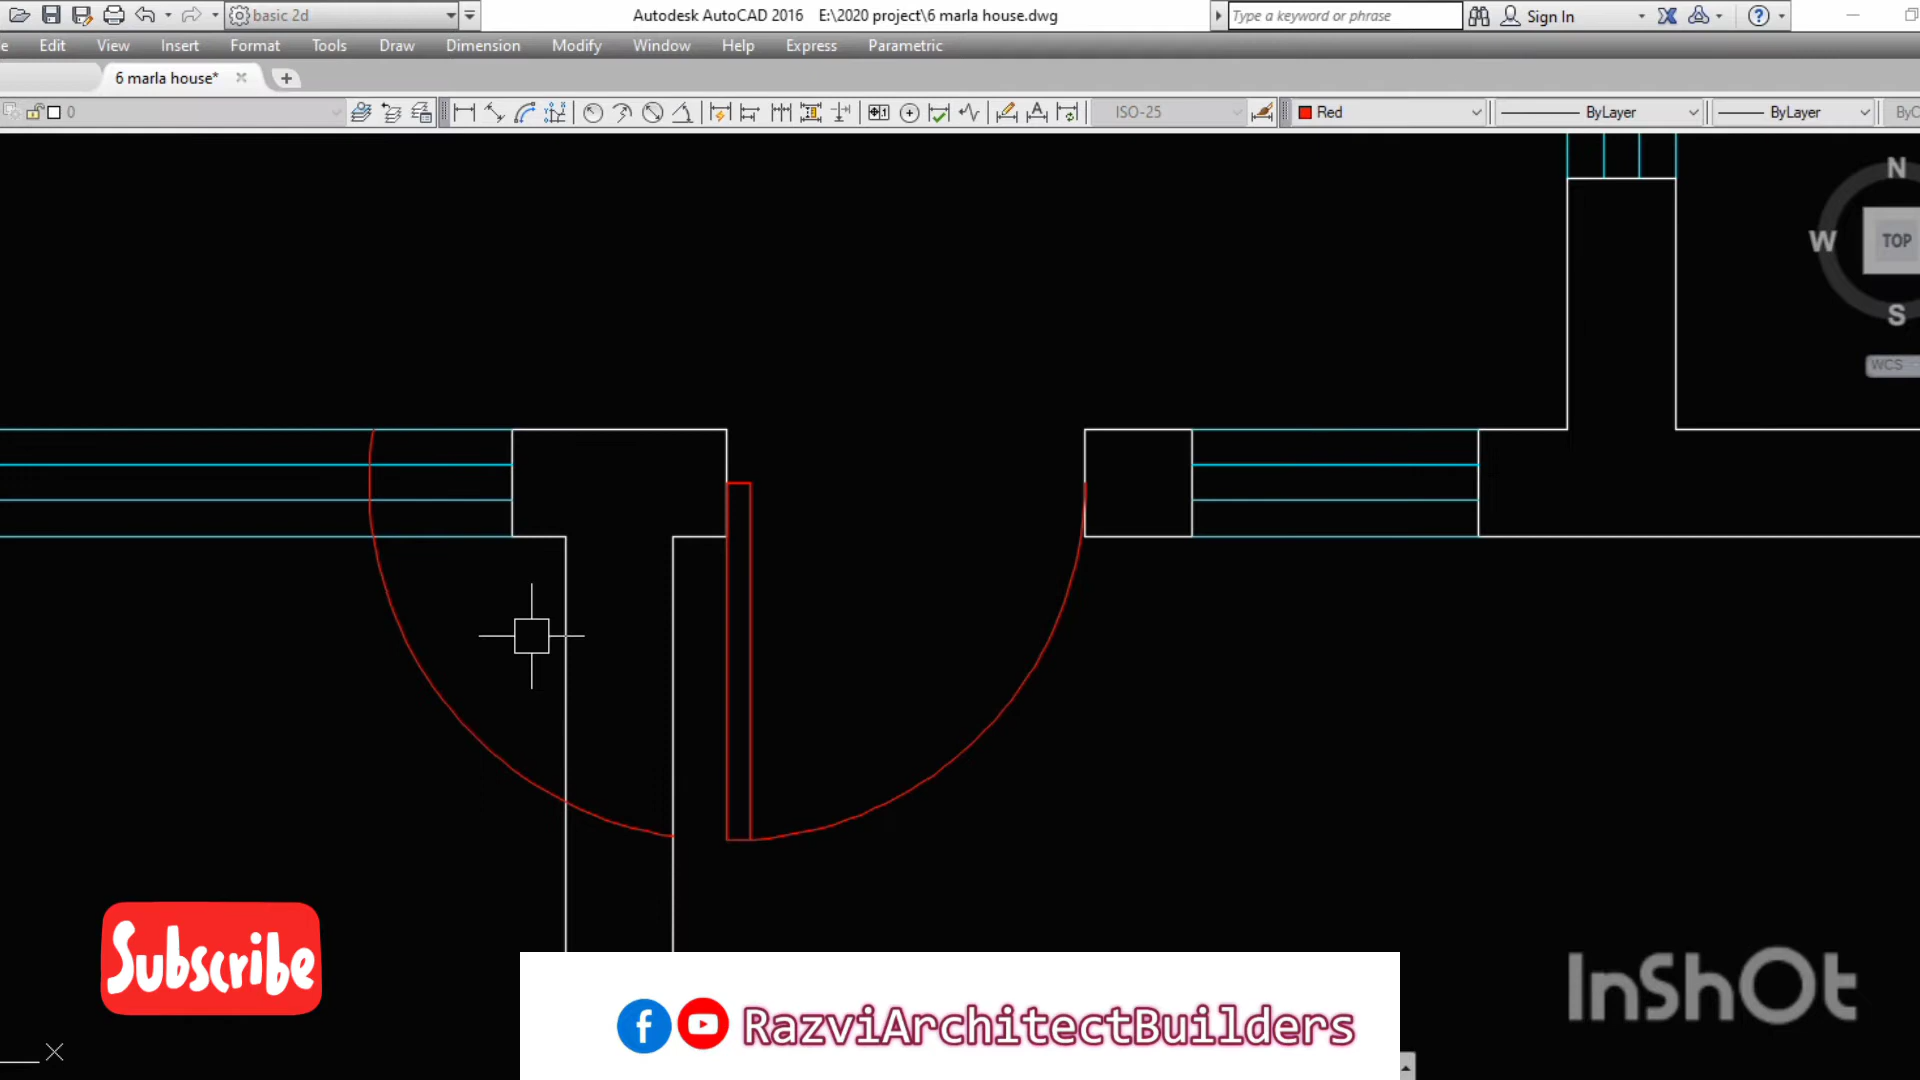 basic 2d
Autodesk AutoCAD 2016 E:\2020 project\6 marla house.dwg
Type a keyword or phrase
Sign In
Edit View Insert Format Tools Draw Dimension Modify Window Help Express Parametric
6 marla house*
0
ISO-25
Red
ByLayer
ByLayer
ByC
N
W
TOP
S
WCS
Subscribe
InShOt
RazviArchitectBuilders